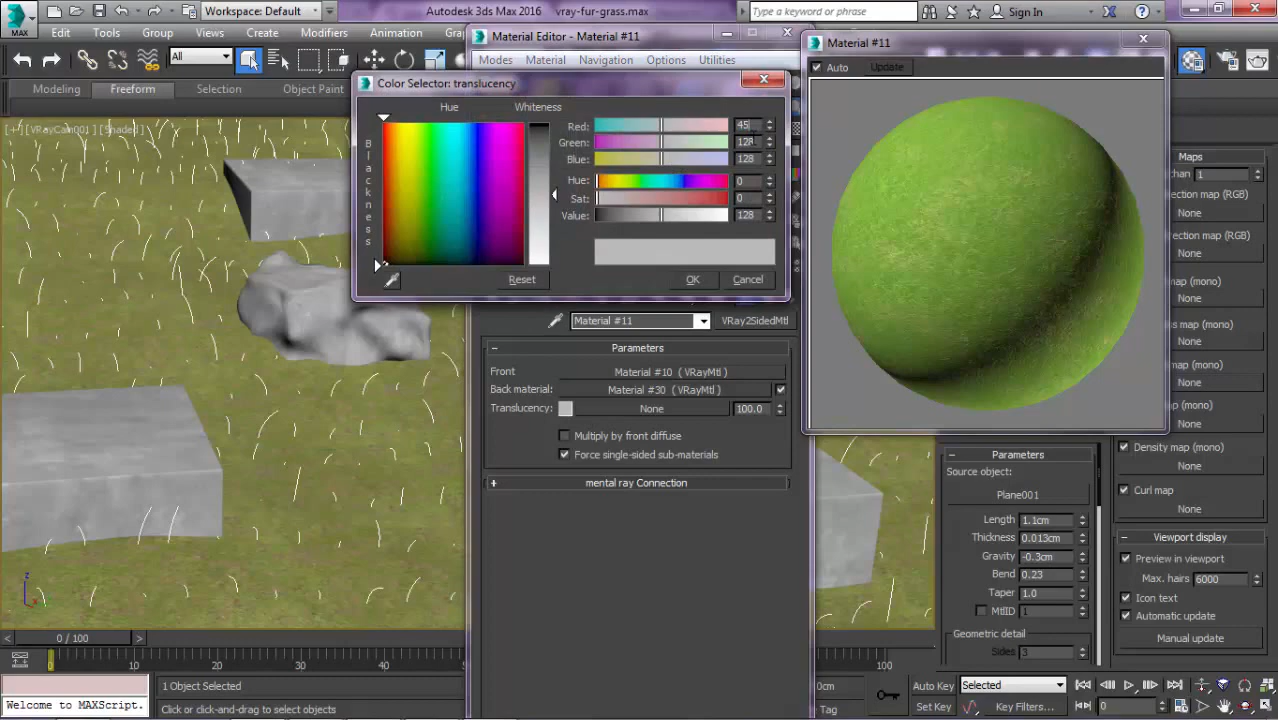 Workspace: Default
Autodesk 3ds Max 2016
vray-fur-grass.max
Type a keyword or phrase
Sign In
MAX
Edit
Tools
Group
Views
Create
Modifiers
Animation
Material Editor - Material #11
Material #11
Modes
Material
Navigation
Options
Utilities
Auto
Update
All
Modeling
Freeform
Selection
Object Paint
Color Selector: translucency
Hue
Whiteness
Blackness
Red:
45
Green:
128
Blue:
128
Hue:
0
Sat:
0
Value:
128
Reset
OK
Cancel
[+] [VRayCam001] [Shaded]
Material #11
VRay2SidedMtl
Parameters
Front
Material #10 ( VRayMtl )
Back material:
Material #30 ( VRayMtl )
Translucency:
None
100.0
Multiply by front diffuse
Force single-sided sub-materials
mental ray Connection
Maps
chan
1
ection map (RGB)
None
ection map (RGB)
None
map (mono)
None
us map (mono)
None
map (mono)
None
map (mono)
None
Density map (mono)
None
Curl map
None
Parameters
Source object:
Plane001
Length
1.1cm
Thickness
0.013cm
Gravity
-0.3cm
Bend
0.23
Taper
1.0
MtlID
1
Geometric detail
Sides
3
Viewport display
Preview in viewport
Max. hairs
6000
Icon text
Automatic update
Manual update
z
x
0 / 100
0
10
20
30
40
100
1 Object Selected
0cm
Auto Key
Selected
Welcome to MAXScript.
Click or click-and-drag to select objects
Tag
Set Key
Key Filters...
0